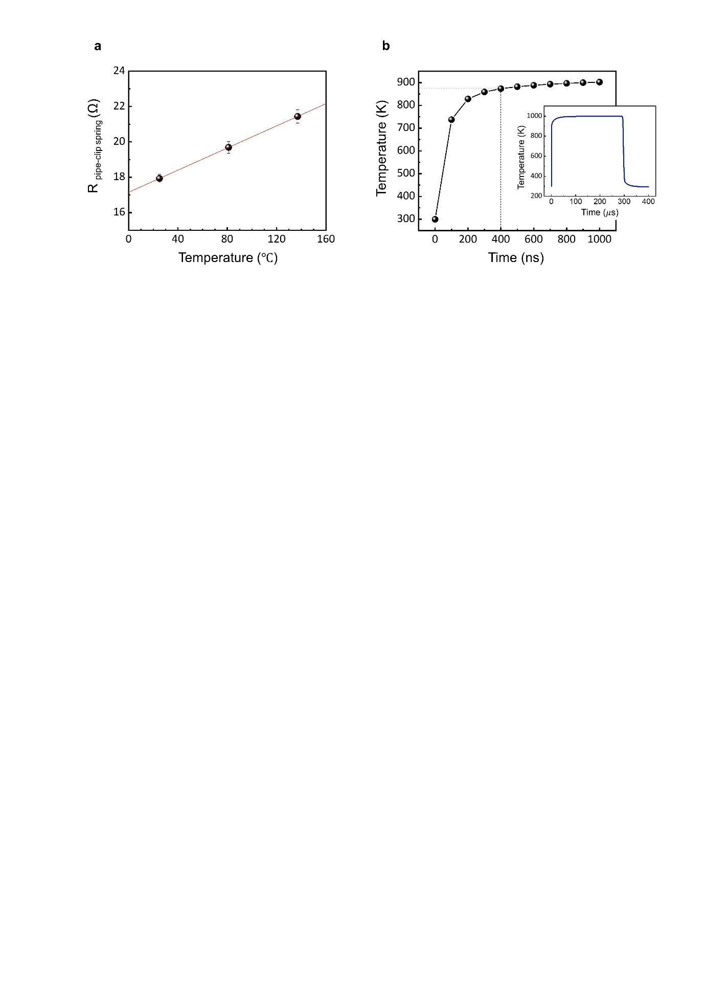 a
24
22
20
18
16
R pipe-clip spring (Ω)
0 40 80 120 160
Temperature (℃)
b
900
800
700
600
500
400
300
Temperature (K)
0 200 400 600 800 1000
Time (ns)
1000
800
600
400
200
Temperature (K)
0 100 200 300 400
Time (μs)